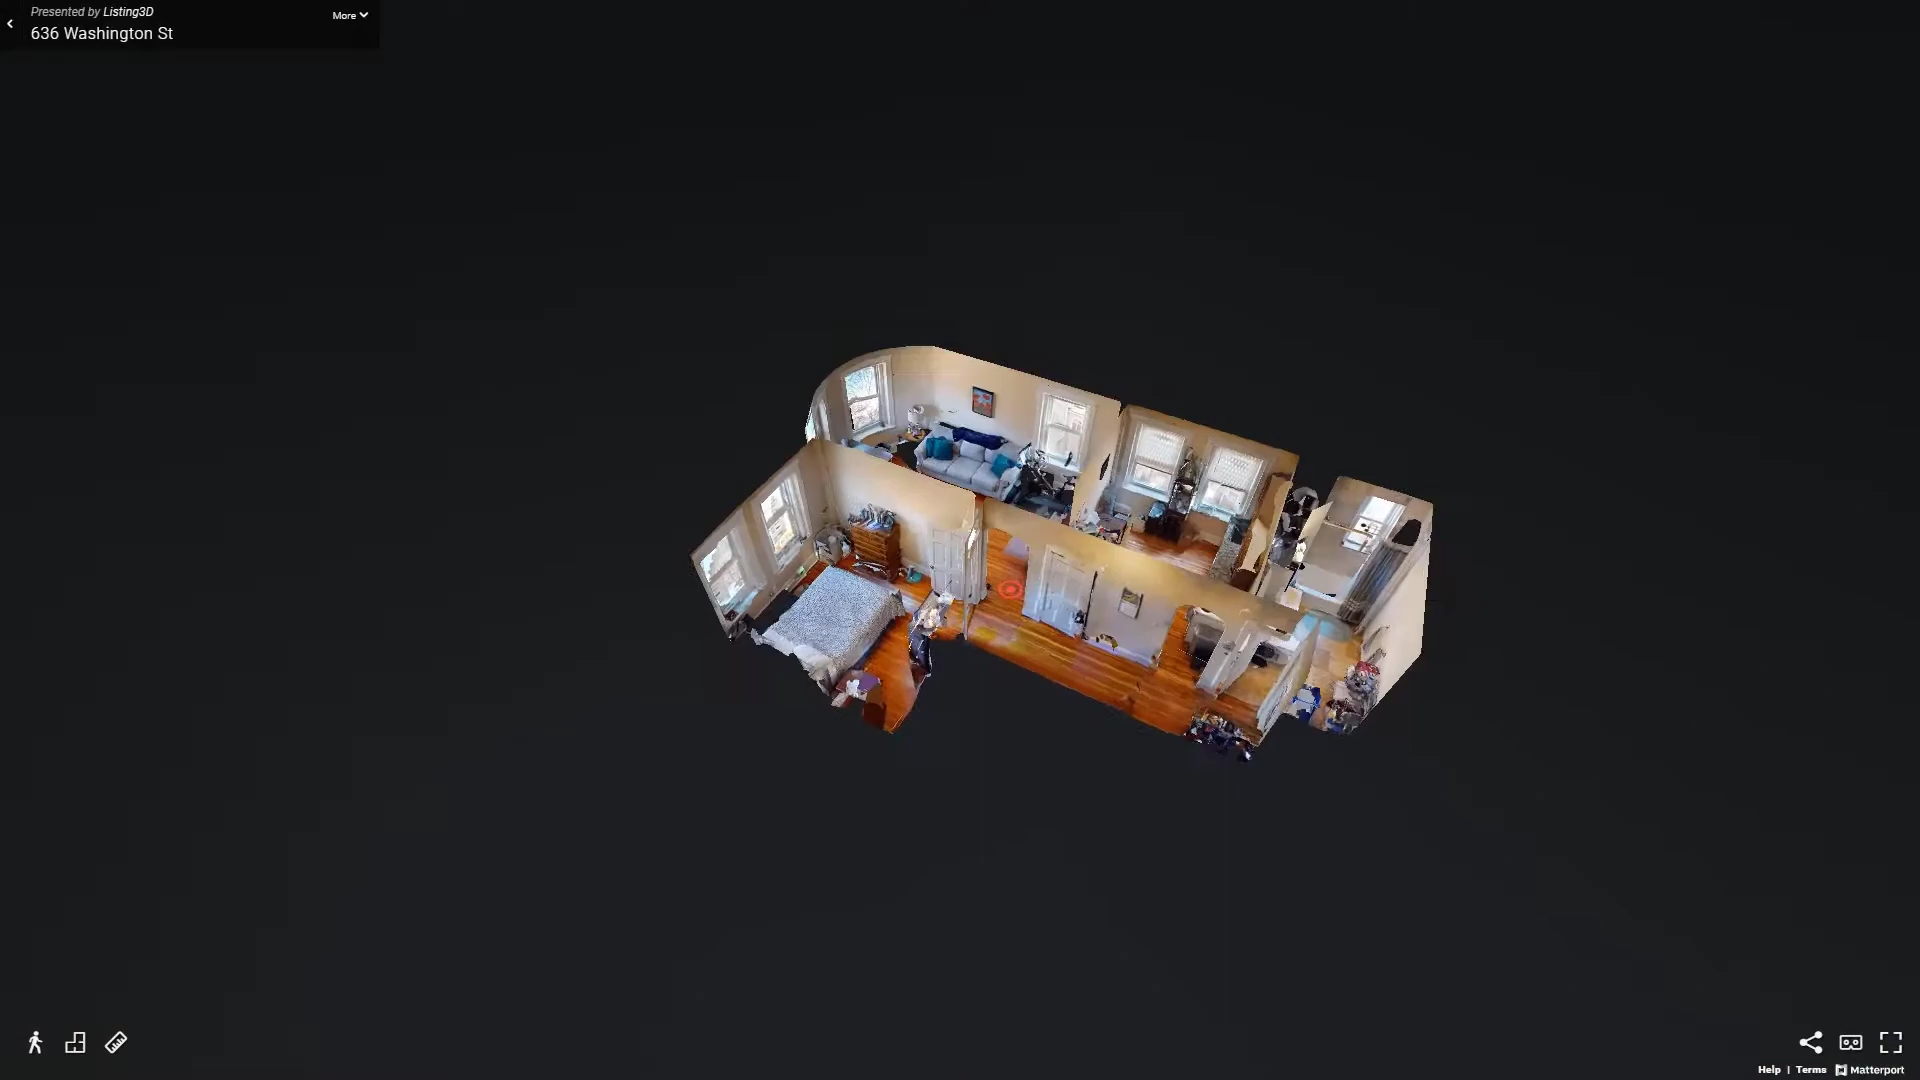 Presented by Listing3D
More
636 Washington St
Help | Terms Matterport